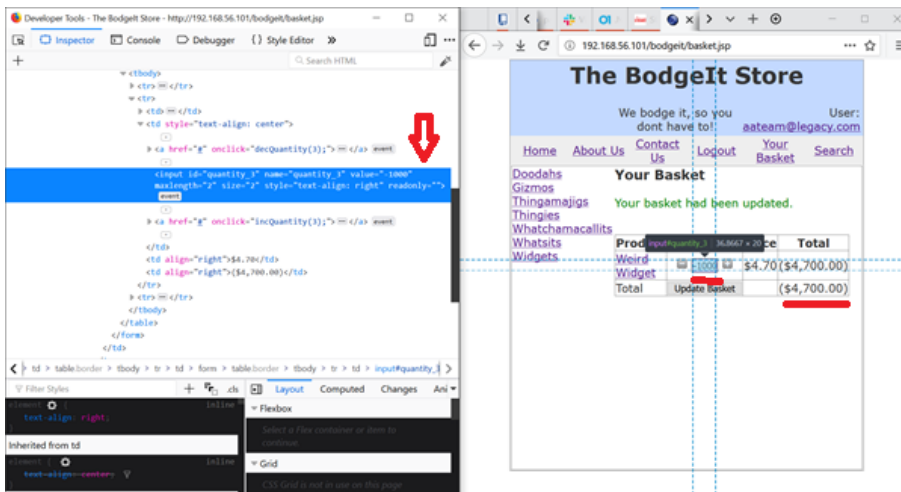 Developer Tools - The BodgeIt Store - http://192.168.56.101/bodgeit/basket.jsp
Inspector Console Debugger { } Style Editor
Search HTML
<tbody>
<tr> </tr>
<tr>
<td> </td>
<td style="text-align: center">
<a href="#" onclick="decQuantity(3);"> </a> event
<input id="quantity_3" name="quantity_3" value="-1000"
maxlength="2" size="2" style="text-align: right" readonly="">
event
<a href="#" onclick="incQuantity(3);"> </a> event
</td>
<td align="right">$4.70</td>
<td align="right">($4,700.00)</td>
</tr>
<tr> </tr>
</tbody>
</table>
</form>
</td>
td > table.border > tbody > tr > td > form > table.border > tbody > tr > td > input#quantity_3
Filter Styles + .cls
element { inline
text-align: right;
}
Inherited from td
element { inline
text-align: center;
Layout Computed Changes Ani
Flexbox
Select a Flex container or item to
continue.
Grid
CSS Grid is not in use on this page
192.168.56.101/bodgeit/basket.jsp
The BodgeIt Store
We bodge it, so you
dont have to!
User:
aateam@legacy.com
Home About Us Contact Us Logout Your Basket Search
Doodahs
Gizmos
Thingamajigs
Thingies
Whatchamacallits
Whatsits
Widgets
Your Basket
Your basket had been updated.
input#quantity_3 36.8667 × 20
Prod ce Total
Weird Widget -1000 $4.70 ($4,700.00)
Total Update Basket ($4,700.00)